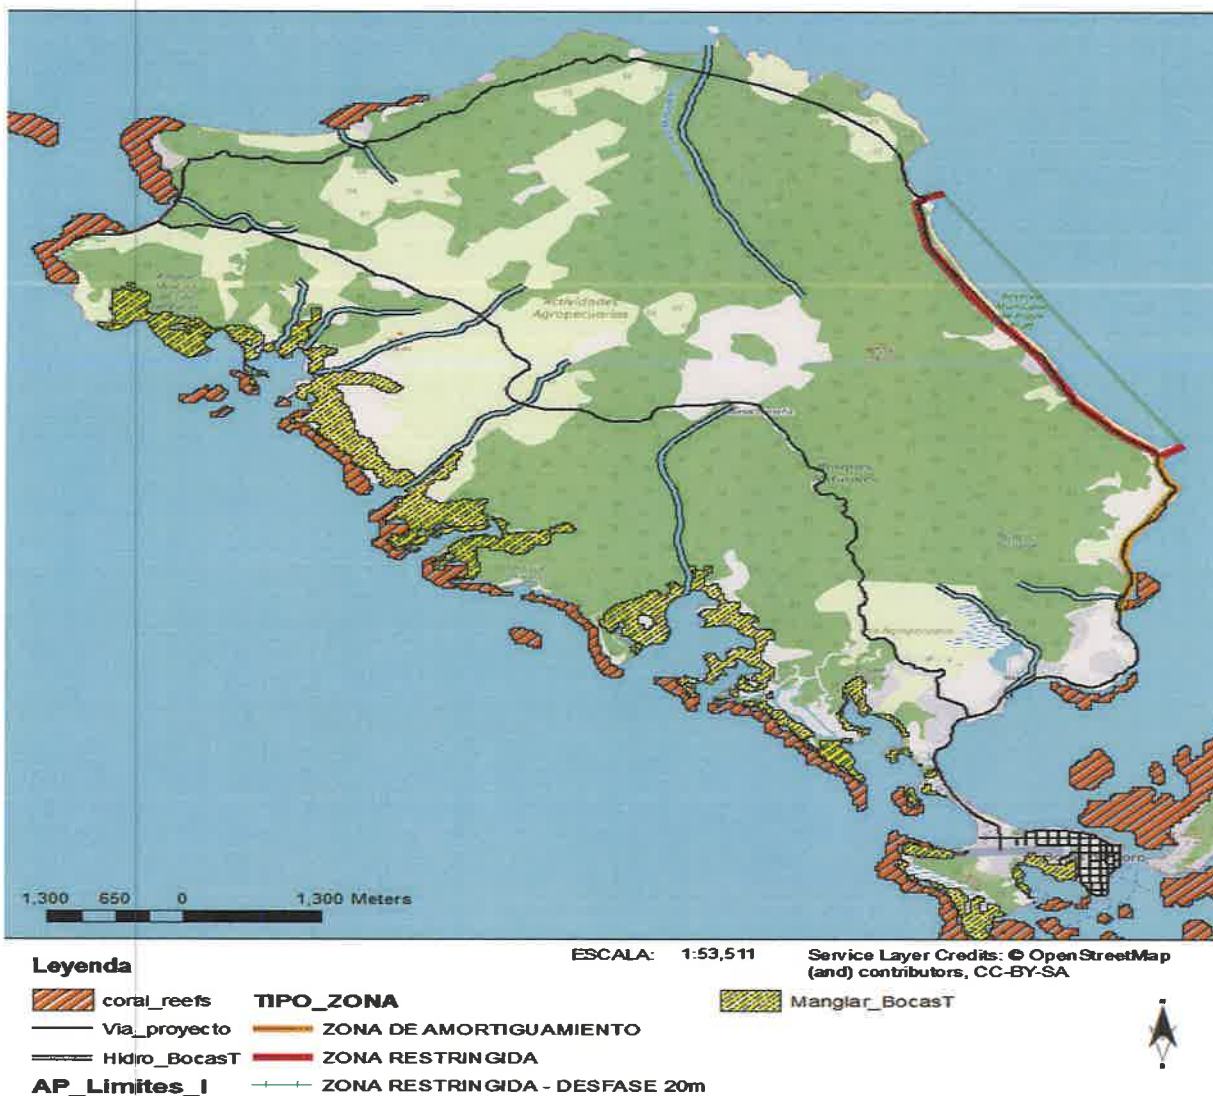 Actividades
Agropecuarias
Bosques
Naturales
1,300 650 0 1,300 Meters
ESCALA: 1:53,511
Service Layer Credits: © OpenStreetMap
(and) contributors, CC-BY-SA
Leyenda
coral_reefs
TIPO_ZONA
Manglar_BocasT
Via_proyecto
ZONA DE AMORTIGUAMIENTO
Hidro_BocasT
ZONA RESTRINGIDA
AP_Limites_I
ZONA RESTRINGIDA - DESFASE 20m